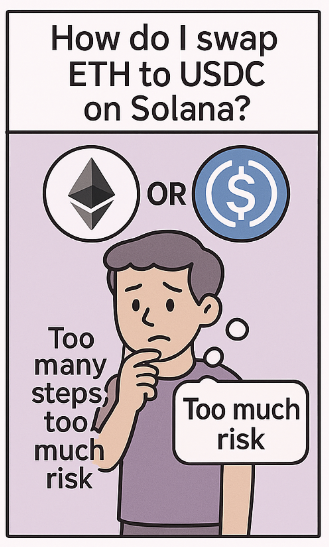 How do I swap
ETH to USDC
on Solana?
OR
$
Too
many
steps,
too.
much
risk
Too much
risk